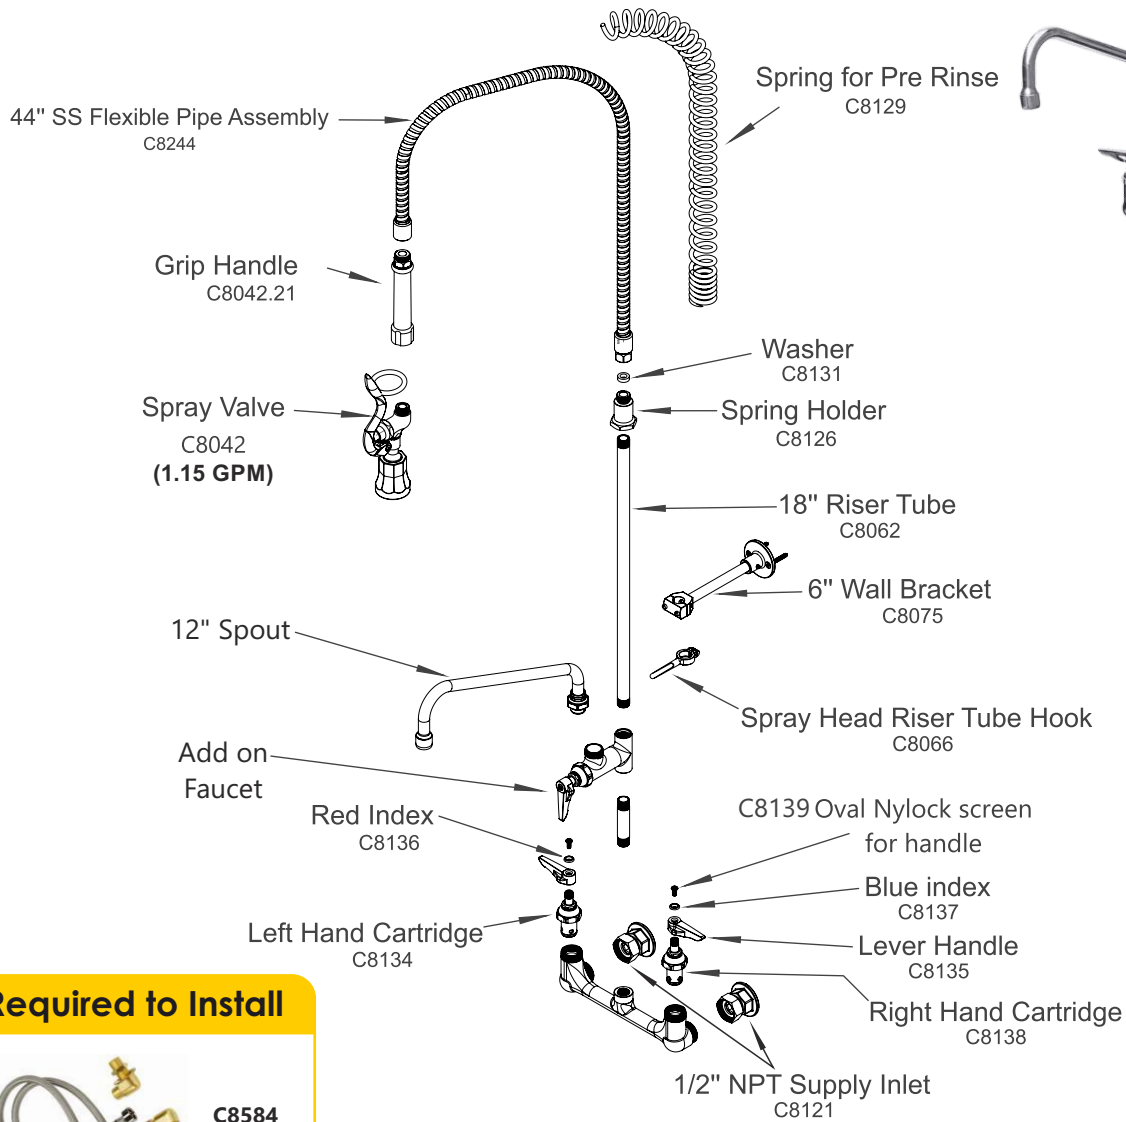 Spring for Pre Rinse
C8129
44" SS Flexible Pipe Assembly
C8244
Grip Handle
C8042.21
Washer
C8131
Spray Valve
C8042
(1.15 GPM)
Spring Holder
C8126
18" Riser Tube
C8062
6" Wall Bracket
C8075
12" Spout
Spray Head Riser Tube Hook
C8066
Add on
Faucet
Red Index
C8136
C8139 Oval Nylock screen
for handle
Blue index
C8137
Left Hand Cartridge
C8134
Lever Handle
C8135
Right Hand Cartridge
C8138
1/2" NPT Supply Inlet
C8121
Required to Install
C8584